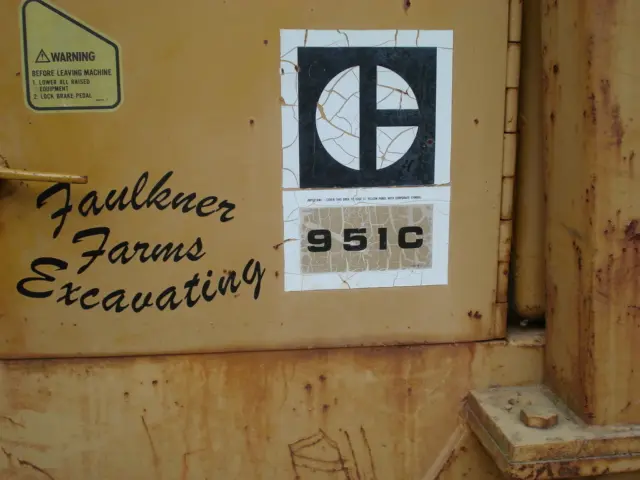 WARNING
BEFORE LEAVING MACHINE
1. LOWER ALL RAISED
EQUIPMENT
2. LOCK BRAKE PEDAL
Faulkner
Farms
Excavating
951C